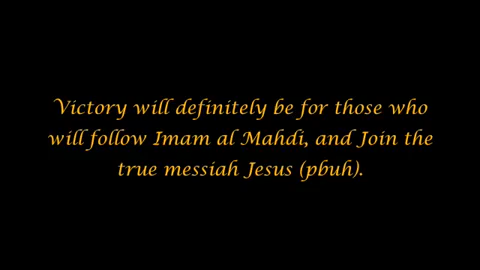 Victory will definitely be for those who
will follow Imam al Mahdi, and Join the
true messiah Jesus (pbuh).